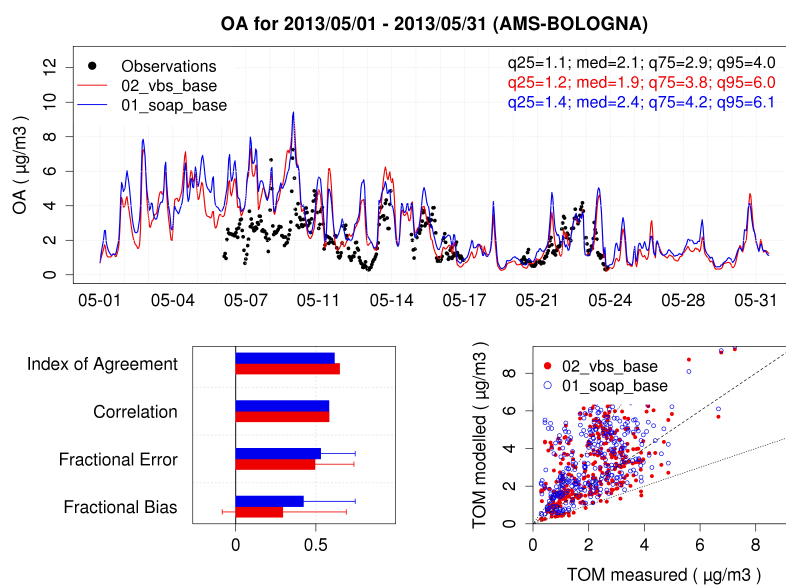 OA for 2013/05/01 - 2013/05/31 (AMS-BOLOGNA)
OA ( µg/m3 )
12
10
8
6
4
2
0
Observations
02_vbs_base
01_soap_base
q25=1.1; med=2.1; q75=2.9; q95=4.0
q25=1.2; med=1.9; q75=3.8; q95=6.0
q25=1.4; med=2.4; q75=4.2; q95=6.1
05-01 05-04 05-07 05-11 05-14 05-17 05-21 05-24 05-28 05-31
Index of Agreement
Correlation
Fractional Error
Fractional Bias
0 0.5
TOM modelled ( µg/m3 )
8
6
4
2
0
02_vbs_base
01_soap_base
0 2 4 6 8
TOM measured ( µg/m3 )